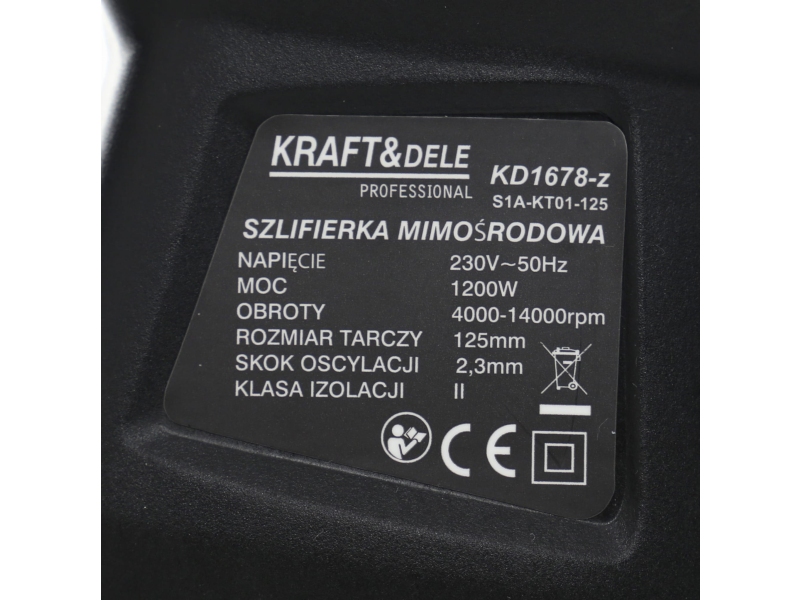 KRAFT&DELE
PROFESSIONAL
KD1678-z
S1A-KT01-125
SZLIFIERKA MIMOŚRODOWA
NAPIĘCIE 230V~50Hz
MOC 1200W
OBROTY 4000-14000rpm
ROZMIAR TARCZY 125mm
SKOK OSCYLACJI 2,3mm
KLASA IZOLACJI II
CE